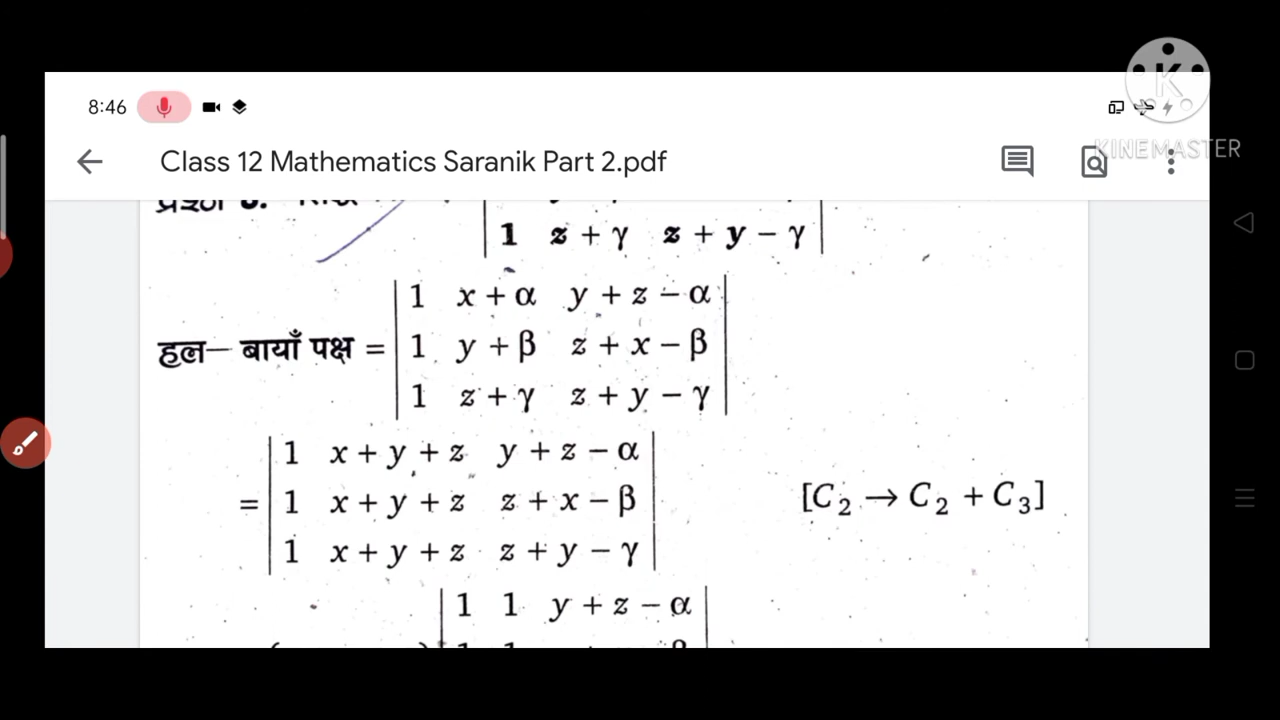 8:46
KINEMASTER
Class 12 Mathematics Saranik Part 2.pdf
| 1 z + γ z + y − γ |
| 1 x + α y + z − α |
हल− बायाँ पक्ष = | 1 y + β z + x − β |
| 1 z + γ z + y − γ |
| 1 x + y + z y + z − α |
= | 1 x + y + z z + x − β | [C₂ → C₂ + C₃]
| 1 x + y + z z + y − γ |
| 1 1 y + z − α |